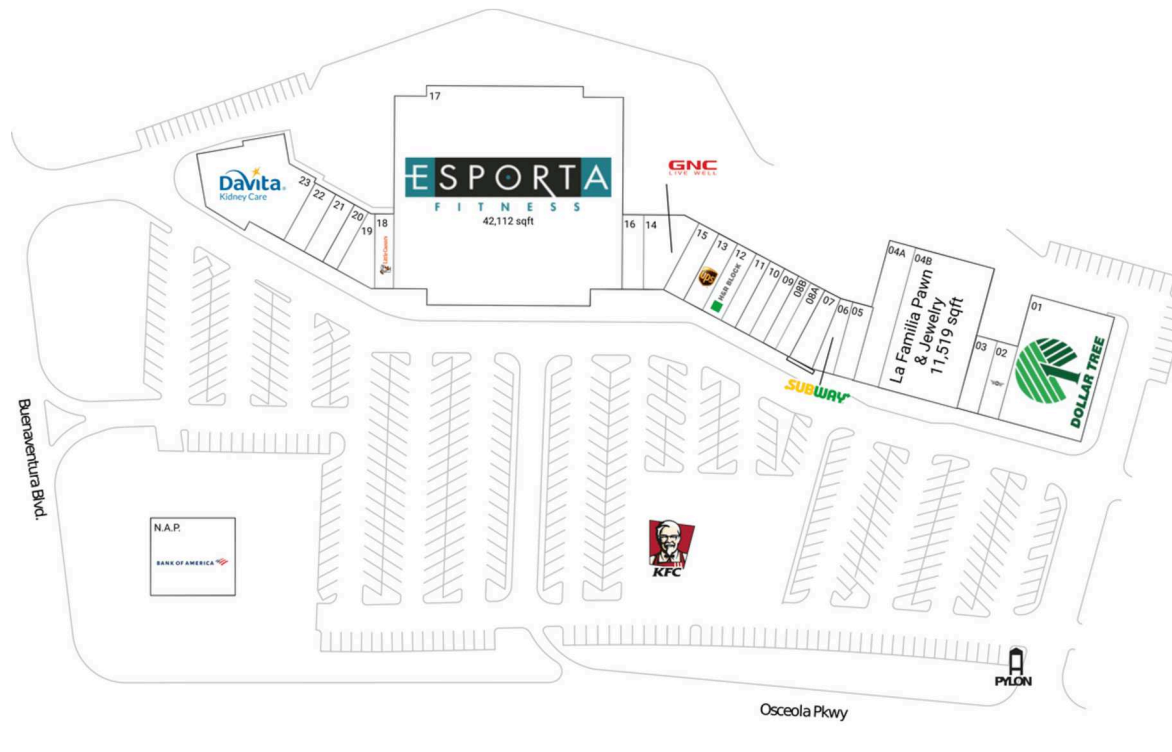 17
ESPORTA
FITNESS
42,112 sqft
DaVita
Kidney Care
23
22
21
20
19
18
16
14
GNC
LIVE WELL
15
13
ups
12
H&R BLOCK
11
10
09
08B
08A
07
06
05
SUBWAY
04A
04B
La Familia Pawn
& Jewelry
11,519 sqft
03
02
01
DOLLAR TREE
Buenaventura Blvd.
N.A.P.
BANK OF AMERICA
KFC
PYLON
Osceola Pkwy